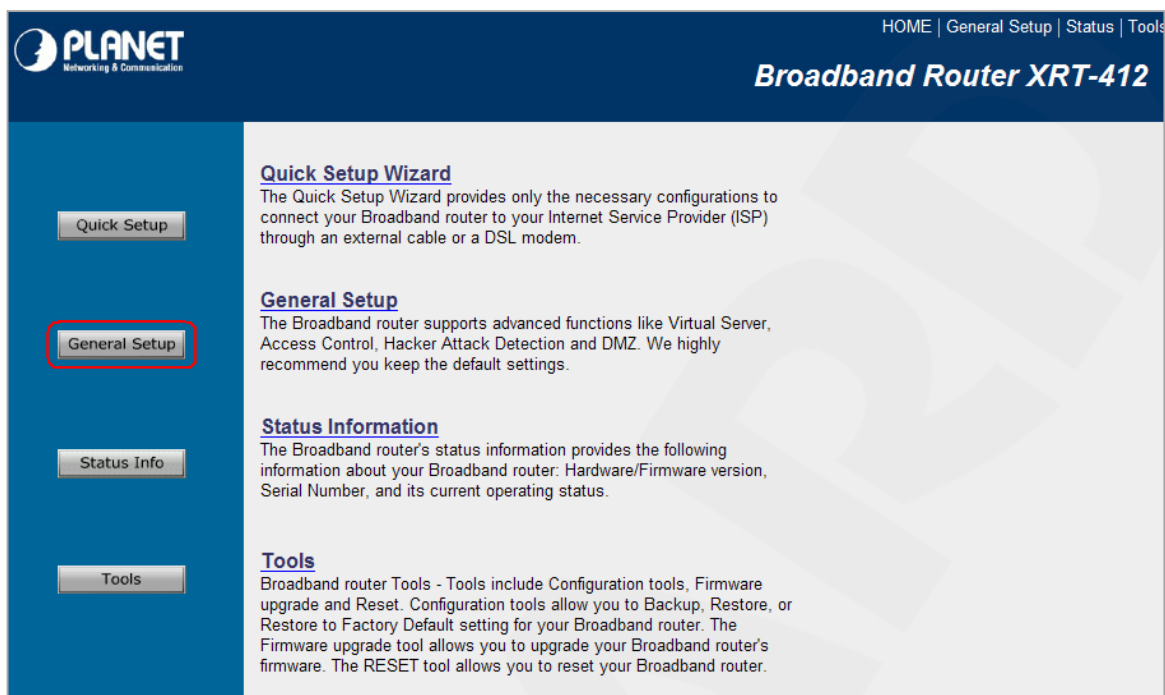 PLANET
Networking & Communication
HOME | General Setup | Status | Tools
Broadband Router XRT-412
Quick Setup
Quick Setup Wizard
The Quick Setup Wizard provides only the necessary configurations to
connect your Broadband router to your Internet Service Provider (ISP)
through an external cable or a DSL modem.
General Setup
General Setup
The Broadband router supports advanced functions like Virtual Server,
Access Control, Hacker Attack Detection and DMZ. We highly
recommend you keep the default settings.
Status Info
Status Information
The Broadband router's status information provides the following
information about your Broadband router: Hardware/Firmware version,
Serial Number, and its current operating status.
Tools
Tools
Broadband router Tools - Tools include Configuration tools, Firmware
upgrade and Reset. Configuration tools allow you to Backup, Restore, or
Restore to Factory Default setting for your Broadband router. The
Firmware upgrade tool allows you to upgrade your Broadband router's
firmware. The RESET tool allows you to reset your Broadband router.